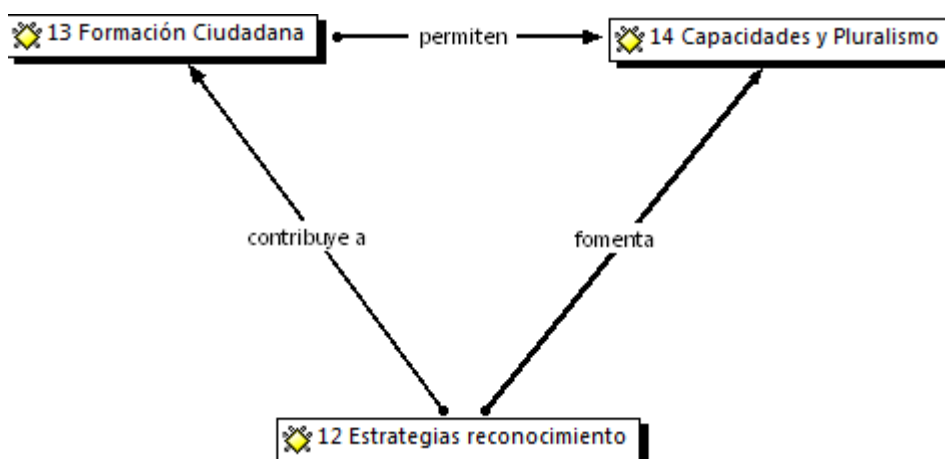 13 Formación Ciudadana
permiten
14 Capacidades y Pluralismo
contribuye a
fomenta
12 Estrategias reconocimiento